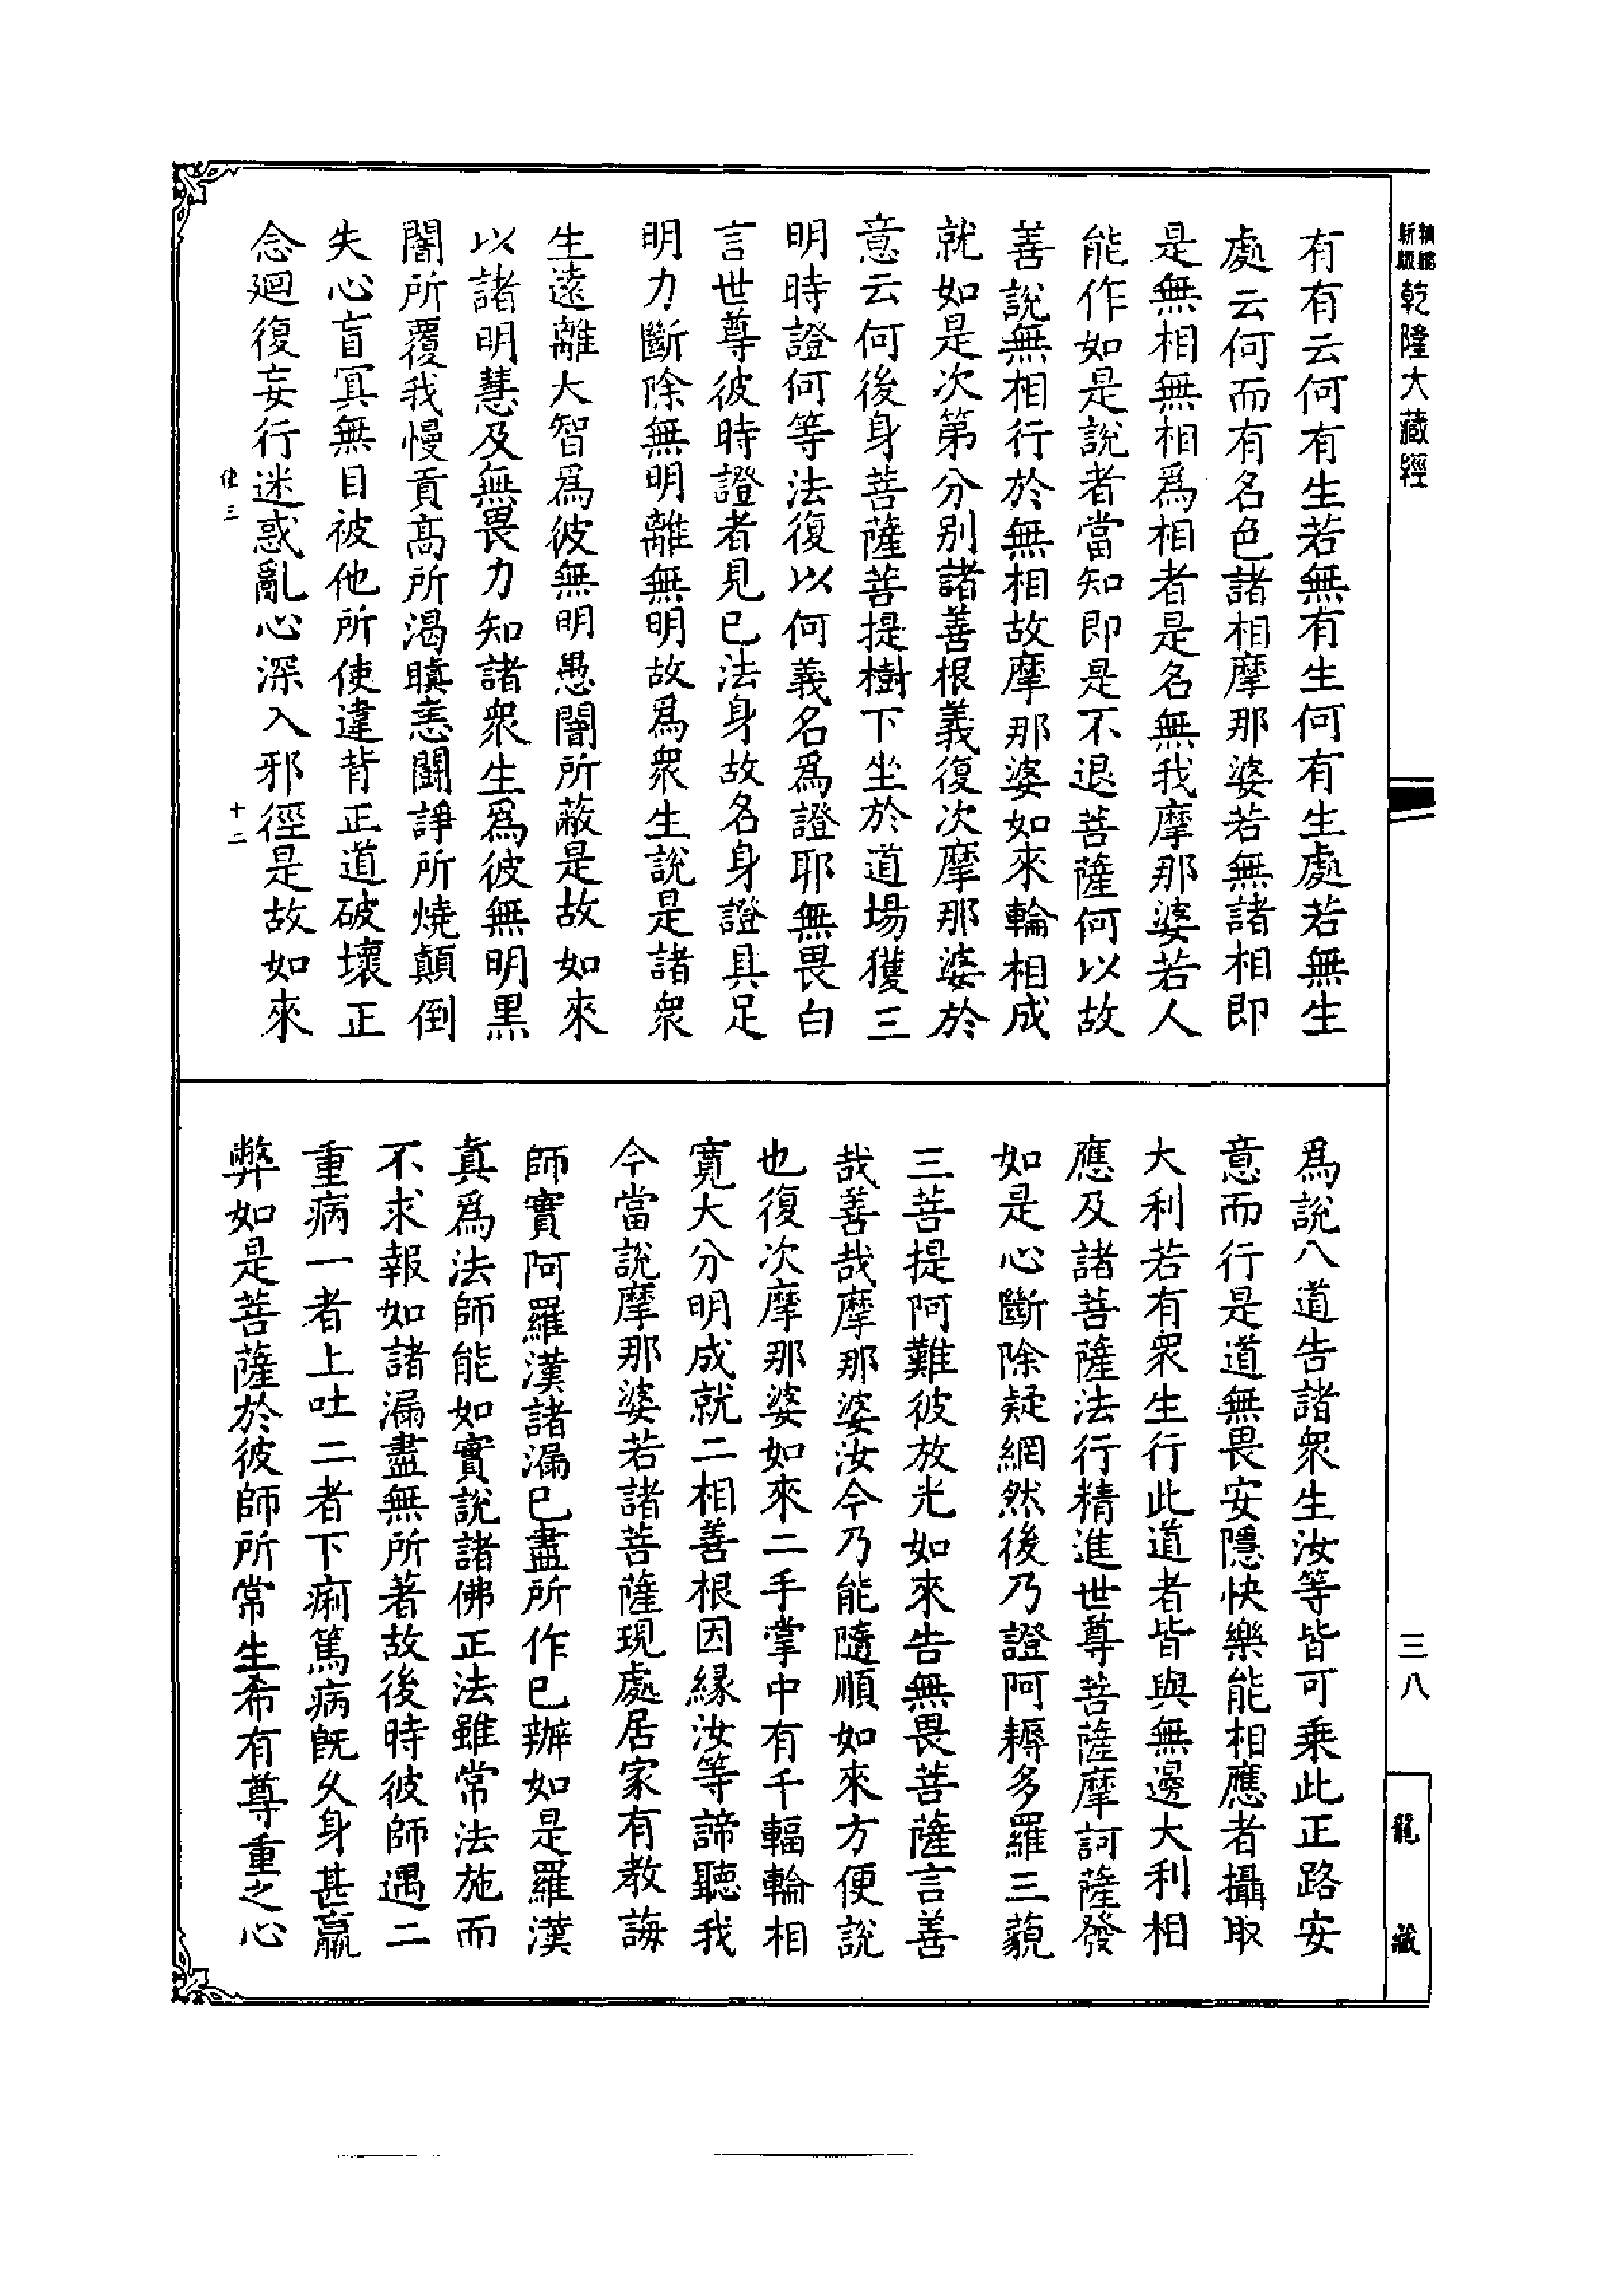 精縮新版乾隆大藏經
有有云何有生若無有生何有生處若無生
處云何而有名色諸相摩那婆若無諸相即
是無相無相為相者是名無我摩那婆若人
能作如是說者當知即是不退菩薩何以故
善說無相行於無相故摩那婆如來輪相成
就如是次第分別諸善根義復次摩那婆於
意云何後身菩薩菩提樹下坐於道場獲三
明時證何等法復以何義名為證耶無畏白
言世尊彼時證者見已法身故名身證具足
明力斷除無明離無明故為衆生說是諸衆
生遠離大智為彼無明愚闇所蔽是故如來
以諸明慧及無畏力知諸衆生為彼無明黑
闇所覆我慢貢高所渴瞋恚鬪諍所燒顛倒
失心盲冥無目被他所使違背正道破壞正
念迴復妄行迷惑亂心深入邪徑是故如來
三 十二
為說八道告諸衆生汝等皆可乘此正路安
意而行是道無畏安隱快樂能相應者攝取
大利若有衆生行此道者皆與無邊大利相
應及諸菩薩法行精進世尊菩薩摩訶薩發
如是心斷除疑網然後乃證阿耨多羅三藐
三菩提阿難彼放光如來告無畏菩薩言善
哉善哉摩那婆汝今乃能隨順如來方便說
也復次摩那婆如來二手掌中有千輻輪相
寬大分明成就二相善根因緣汝等諦聽我
今當說摩那婆若諸菩薩現處居家有教誨
師實阿羅漢諸漏已盡所作已辦如是羅漢
真為法師能如實說諸佛正法雖常法施而
不求報如諸漏盡無所著故後時彼師遇二
重病一者上吐二者下痢篤病既久身甚羸
弊如是菩薩於彼師所常生希有尊重之心
三八
龍藏